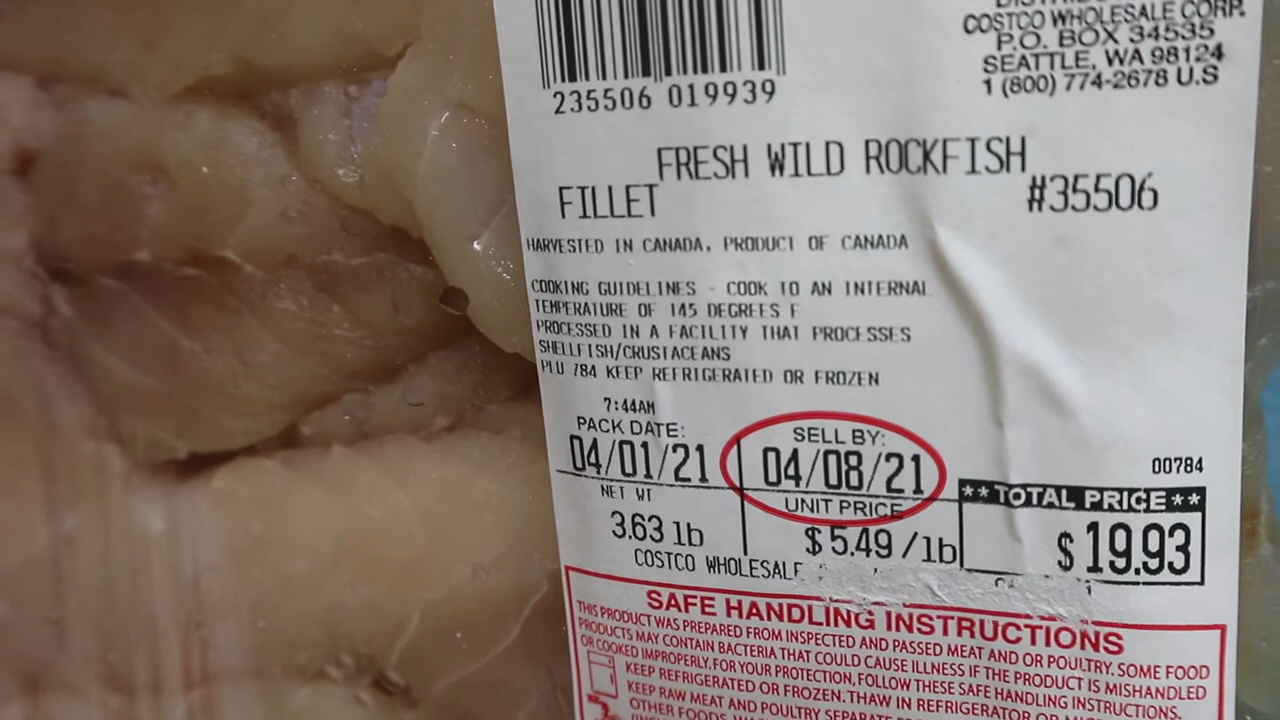 COSTCO WHOLESALE CORP.
P.O. BOX 34535
SEATTLE, WA 98124
1 (800) 774-2678 U.S
235506 019939
FRESH WILD ROCKFISH
FILLET #35506
HARVESTED IN CANADA. PRODUCT OF CANADA
COOKING GUIDELINES - COOK TO AN INTERNAL
TEMPERATURE OF 145 DEGREES F
PROCESSED IN A FACILITY THAT PROCESSES
SHELLFISH/CRUSTACEANS
PLU 784 KEEP REFRIGERATED OR FROZEN
7:44AM
PACK DATE: SELL BY:
04/01/21 04/08/21 00784
NET WT UNIT PRICE **TOTAL PRICE**
3.63 lb $5.49/lb $19.93
COSTCO WHOLESALE
SAFE HANDLING INSTRUCTIONS
THIS PRODUCT WAS PREPARED FROM INSPECTED AND PASSED MEAT AND OR POULTRY. SOME FOOD
PRODUCTS MAY CONTAIN BACTERIA THAT COULD CAUSE ILLNESS IF THE PRODUCT IS MISHANDLED
OR COOKED IMPROPERLY. FOR YOUR PROTECTION, FOLLOW THESE SAFE HANDLING INSTRUCTIONS.
KEEP REFRIGERATED OR FROZEN. THAW IN REFRIGERATOR OR
KEEP RAW MEAT AND POULTRY SEPARATE
OTHER FOODS.